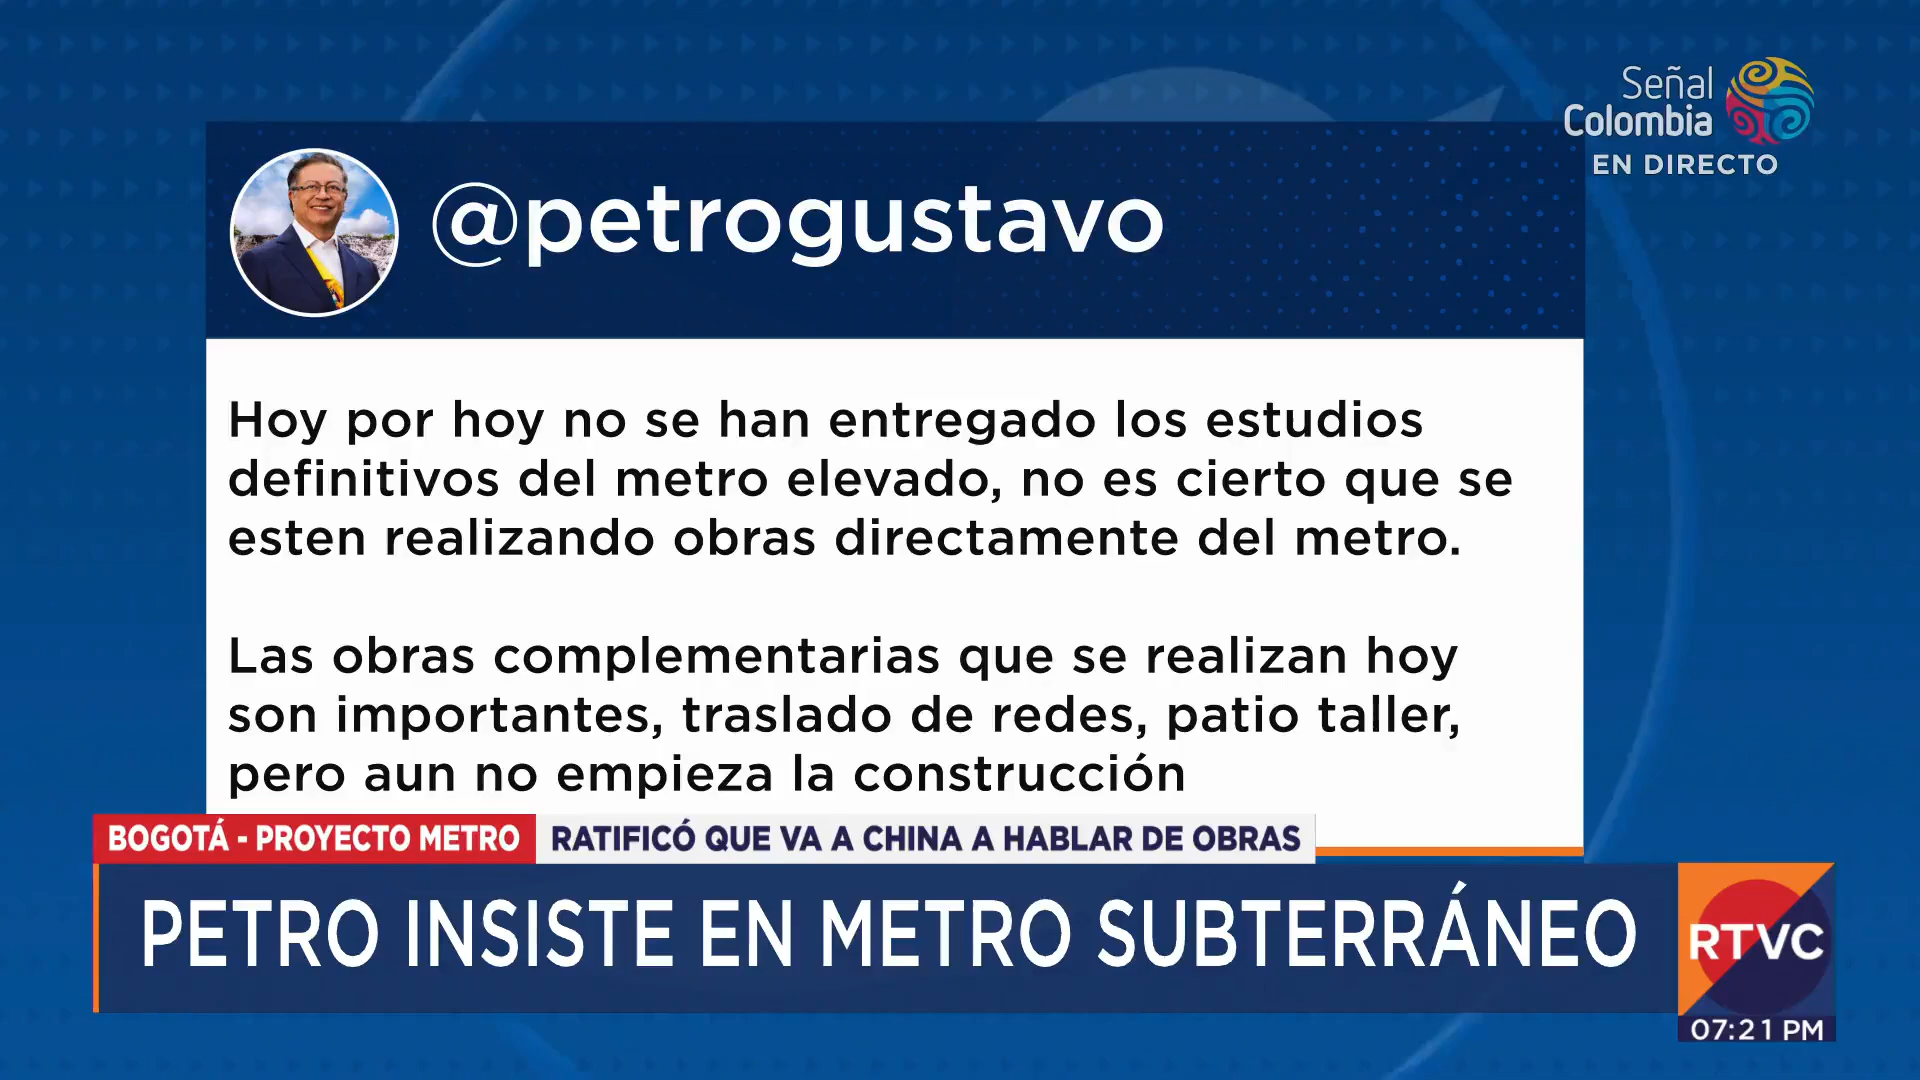 Señal
Colombia
EN DIRECTO
@petrogustavo
Hoy por hoy no se han entregado los estudios
definitivos del metro elevado, no es cierto que se
esten realizando obras directamente del metro.
Las obras complementarias que se realizan hoy
son importantes, traslado de redes, patio taller,
pero aun no empieza la construcción
BOGOTÁ - PROYECTO METRO
RATIFICÓ QUE VA A CHINA A HABLAR DE OBRAS
PETRO INSISTE EN METRO SUBTERRÁNEO
RTVC
07:21 PM